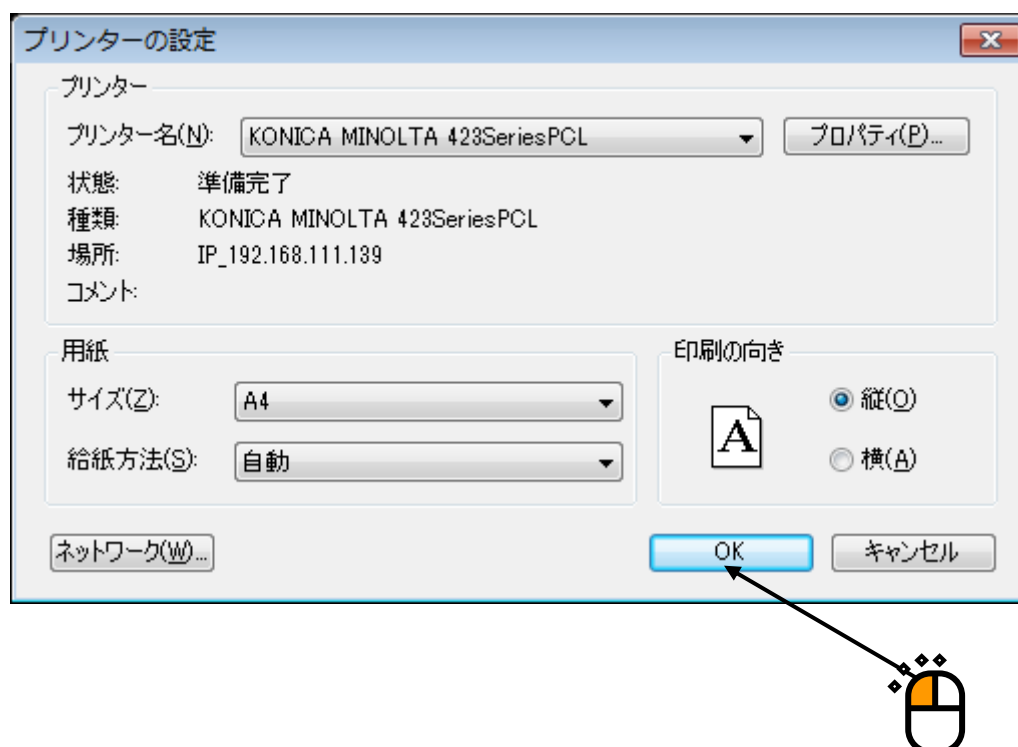 プリンターの設定
プリンター
プリンター名(N): KONICA MINOLTA 423SeriesPCL プロパティ(P)...
状態: 準備完了
種類: KONICA MINOLTA 423SeriesPCL
場所: IP_192.168.111.139
コメント:
用紙
サイズ(Z): A4
給紙方法(S): 自動
印刷の向き
A
縦(O)
横(A)
ネットワーク(W)...
OK
キャンセル